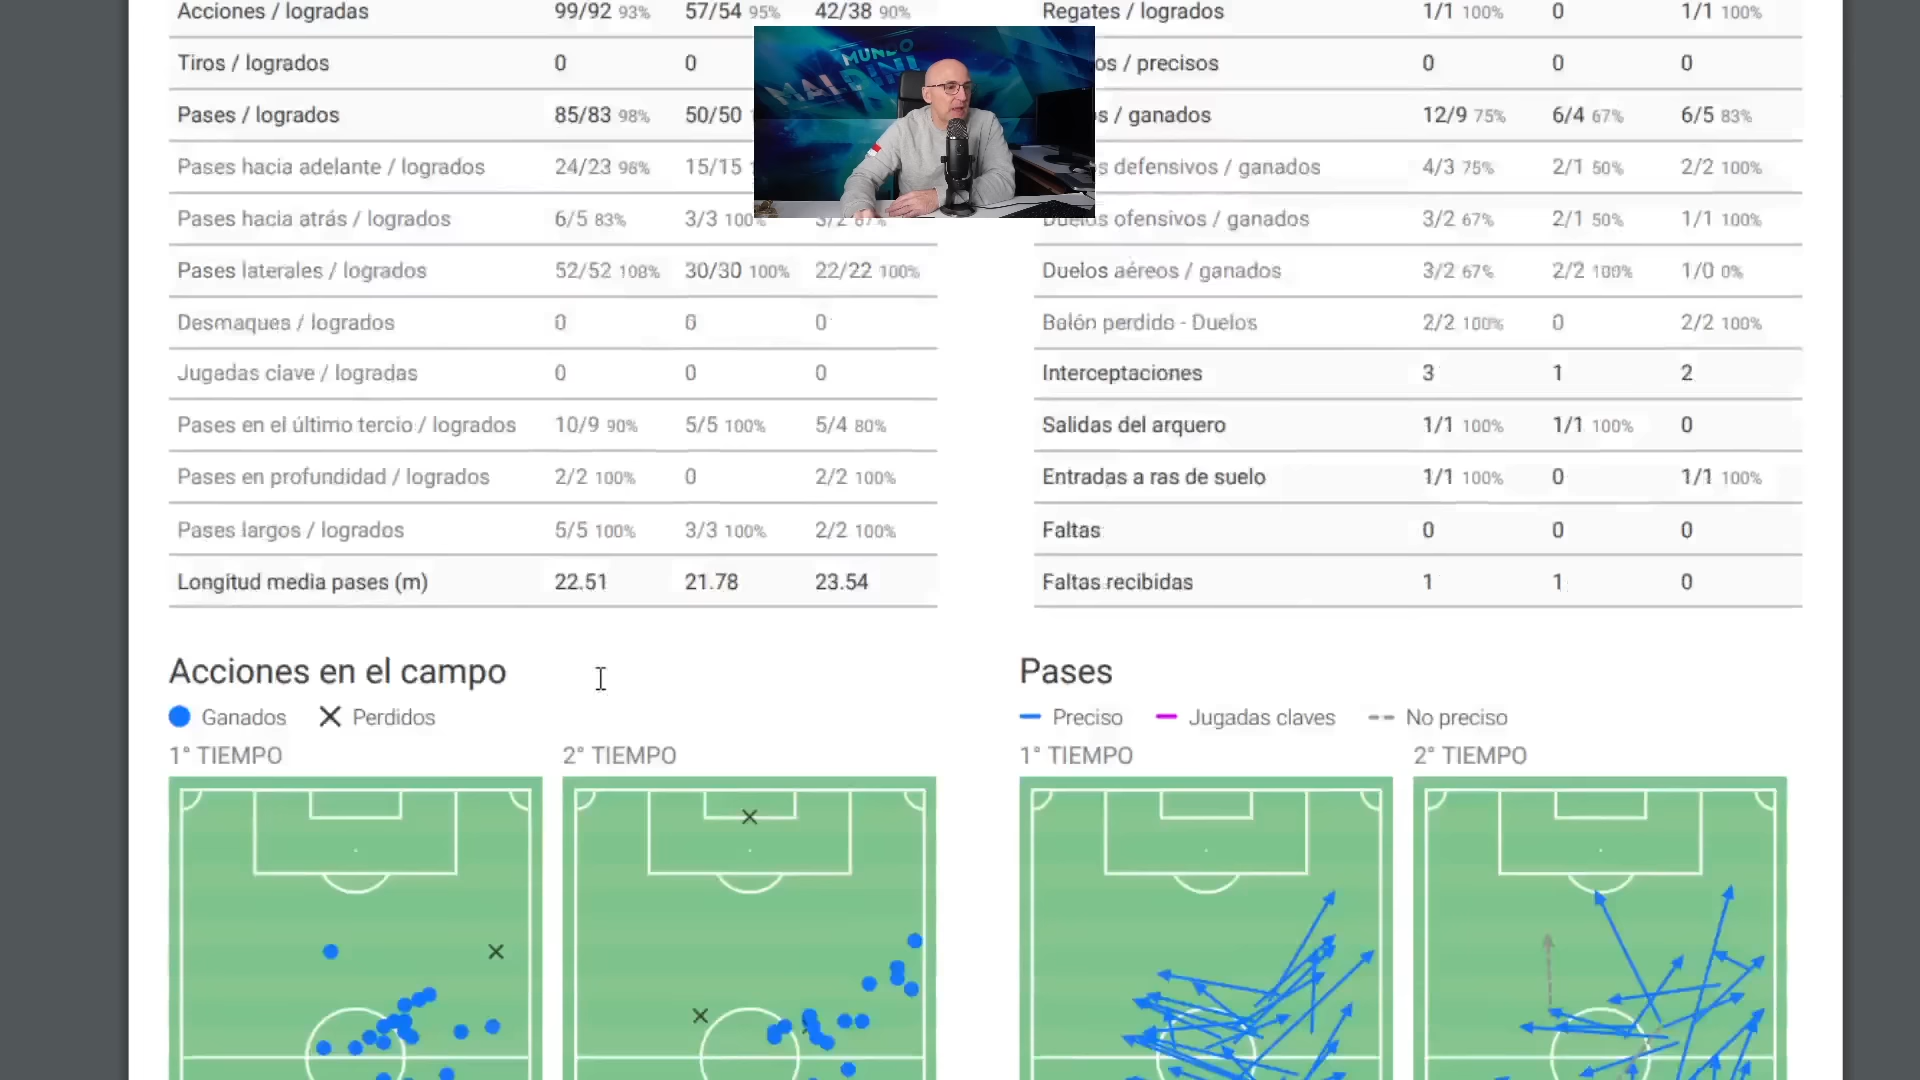 Acciones / logradas 99/92 93% 57/54 95% 42/38 90%
Tiros / logrados 0 0
Pases / logrados 85/83 98% 50/50
Pases hacia adelante / logrados 24/23 96% 15/15
Pases hacia atrás / logrados 6/5 83% 3/3 100% 3/2 67%
Pases laterales / logrados 52/52 100% 30/30 100% 22/22 100%
Desmaques / logrados 0 0 0
Jugadas clave / logradas 0 0 0
Pases en el último tercio / logrados 10/9 90% 5/5 100% 5/4 80%
Pases en profundidad / logrados 2/2 100% 0 2/2 100%
Pases largos / logrados 5/5 100% 3/3 100% 2/2 100%
Longitud media pases (m) 22.51 21.78 23.54
MUNDO
MALDINI
Regates / logrados 1/1 100% 0 1/1 100%
os / precisos 0 0 0
s / ganados 12/9 75% 6/4 67% 6/5 83%
s defensivos / ganados 4/3 75% 2/1 50% 2/2 100%
Duelos ofensivos / ganados 3/2 67% 2/1 50% 1/1 100%
Duelos aéreos / ganados 3/2 67% 2/2 100% 1/0 0%
Balón perdido - Duelos 2/2 100% 0 2/2 100%
Interceptaciones 3 1 2
Salidas del arquero 1/1 100% 1/1 100% 0
Entradas a ras de suelo 1/1 100% 0 1/1 100%
Faltas 0 0 0
Faltas recibidas 1 1 0
Acciones en el campo
Ganados Perdidos
1° TIEMPO 2° TIEMPO
Pases
Preciso Jugadas claves No preciso
1° TIEMPO 2° TIEMPO